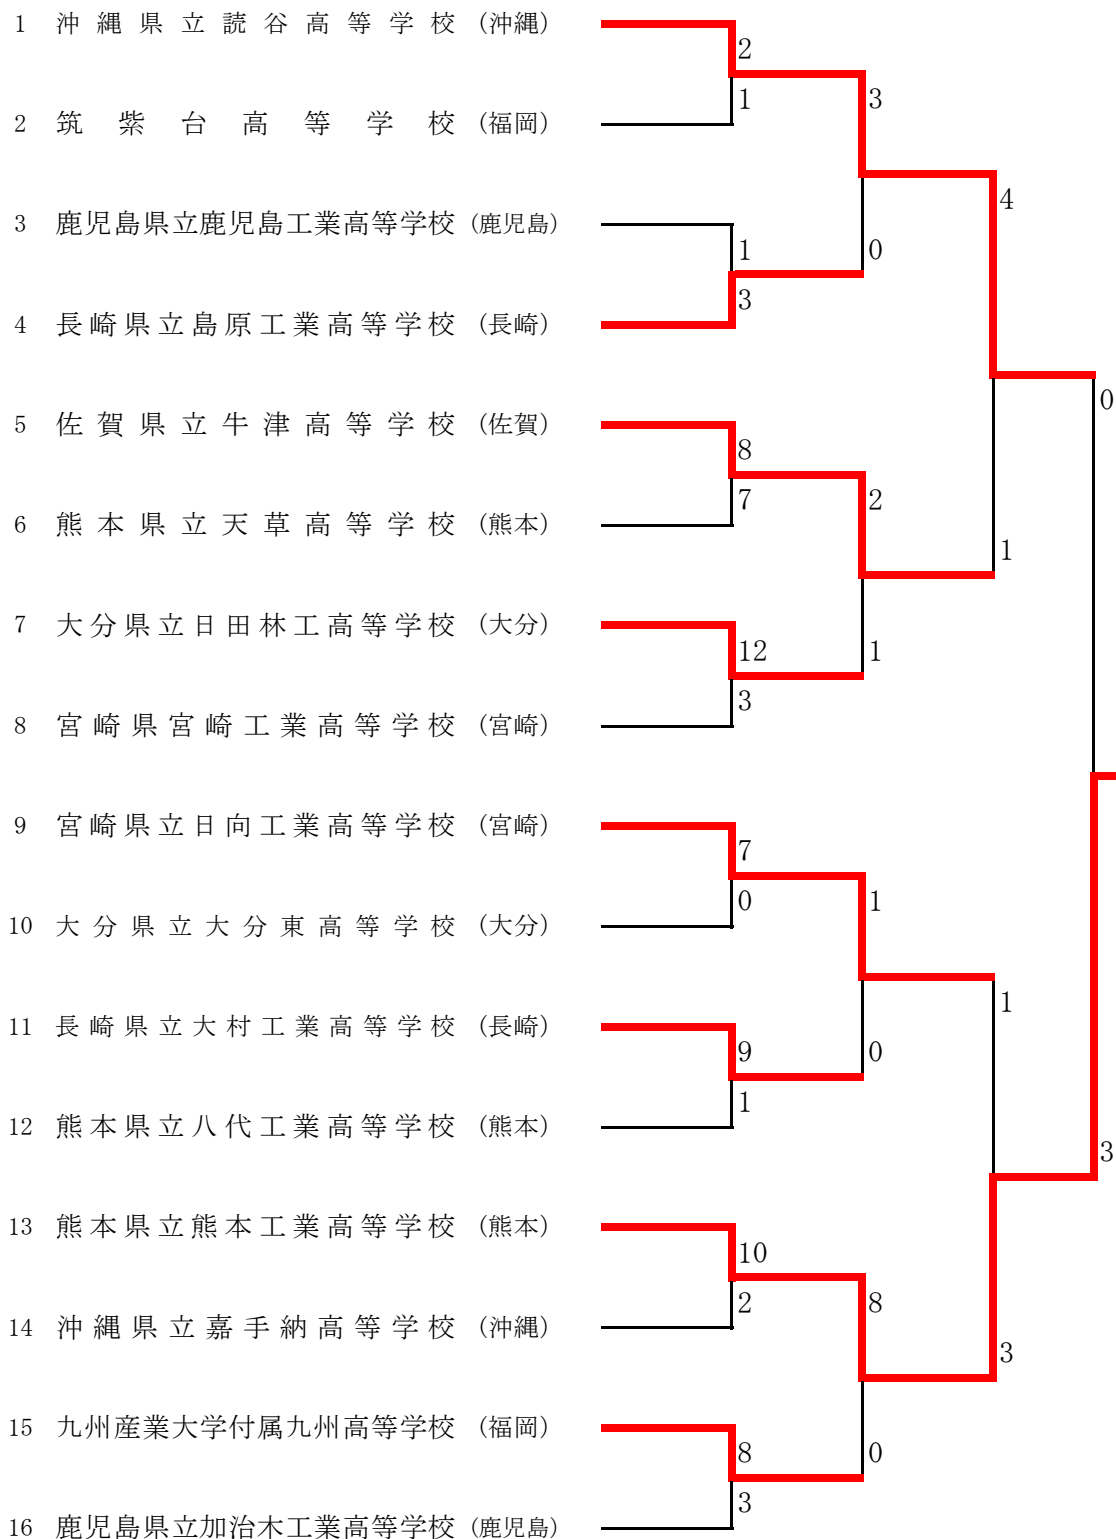 1 沖縄県立読谷高等学校 (沖縄)
2
3
1
2 筑紫台高等学校 (福岡)
4
3 鹿児島県立鹿児島工業高等学校 (鹿児島)
1
0
3
4 長崎県立島原工業高等学校 (長崎)
0
5 佐賀県立牛津高等学校 (佐賀)
8
7
2
6 熊本県立天草高等学校 (熊本)
1
7 大分県立日田林工高等学校 (大分)
12
1
3
8 宮崎県宮崎工業高等学校 (宮崎)
9 宮崎県立日向工業高等学校 (宮崎)
7
0
1
10 大分県立大分東高等学校 (大分)
1
11 長崎県立大村工業高等学校 (長崎)
9
0
1
12 熊本県立八代工業高等学校 (熊本)
3
13 熊本県立熊本工業高等学校 (熊本)
10
2
8
14 沖縄県立嘉手納高等学校 (沖縄)
3
15 九州産業大学付属九州高等学校 (福岡)
8
0
3
16 鹿児島県立加治木工業高等学校 (鹿児島)